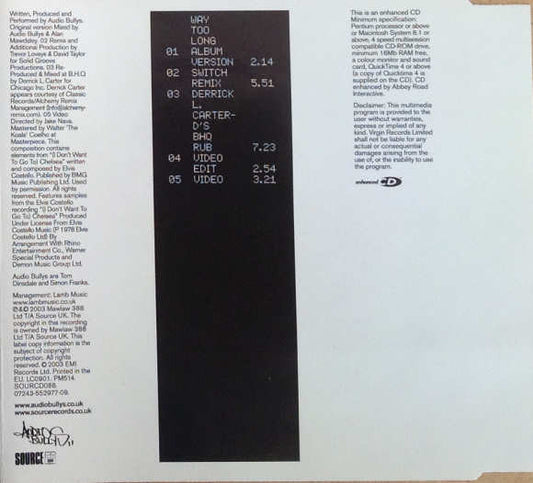 Written, Produced and
Performed by Audio Bullys.
Original version Mixed by
Audio Bullys & Alan
Mawdsley. 02 Remix and
Additional Production by
Trevor Loveys & David Taylor
for Solid Groove
Productions. 03 Re-
Produced & Mixed at B.H.Q
by Derrick L Carter for
Chicago Inc. Derrick Carter
appears courtesy of Classic
Records/Alchemy Remix
Management (info@alchemy-
remix.com). 05 Video
Directed by Jake Nava.
Mastered by Walter 'The
Koala' Coelho at
Masterpiece. This
composition contains
elements from "(I Don't Want
To Go To) Chelsea" written
and composed by Elvis
Costello. Published by BMG
Music Publishing Ltd. Used
by permission. All rights
reserved. Features samples
from the Elvis Costello
recording "(I Don't Want To
Go To) Chelsea" Produced
Under License From Elvis
Costello Music (P 1978 Elvis
Costello Ltd) By
Arrangement With Rhino
Entertainment Co., Warner
Special Products and
Demon Music Group Ltd.
Audio Bullys are Tom
Dinsdale and Simon Franks.
Management: Lamb Music
www.lambmusic.co.uk
℗&© 2003 Mawlaw 388
Ltd T/A Source UK. The
copyright in this recording
is owned by Mawlaw 388
Ltd T/A Source UK. This
label copy information is the
subject of copyright
protection. All rights
reserved. © 2003 EMI
Records Ltd. Printed in the
EU. LC0901. PM514.
SOURCD088.
07243-552977-09.
www.audiobullys.co.uk
www.sourcerecords.co.uk
AUDIO
BULLYS
SOURCE
WAY
TOO
LONG
01 ALBUM
VERSION 2.14
02 SWITCH
REMIX 5.51
03 DERRICK
L.
CARTER-
D'S
BHQ
RUB 7.23
04 VIDEO
EDIT 2.54
05 VIDEO 3.21
This is an enhanced CD
Minimum specification:
Pentium processor or above
or Macintosh System 8.1 or
above, 4 speed multisession
compatible CD-ROM drive,
minimum 16Mb RAM free,
a colour monitor and sound
card, QuickTime 4 or above
(a copy of Quicktime 4 is
supplied on the CD). CD
enhanced by Abbey Road
Interactive.
Disclaimer: This multimedia
program is provided to the
user without warranties,
express or implied of any
kind. Virgin Records Limited
shall not be liable for any
actual or consequential
damages arising from the
use of, or the inability to use
the program.
enhanced CD